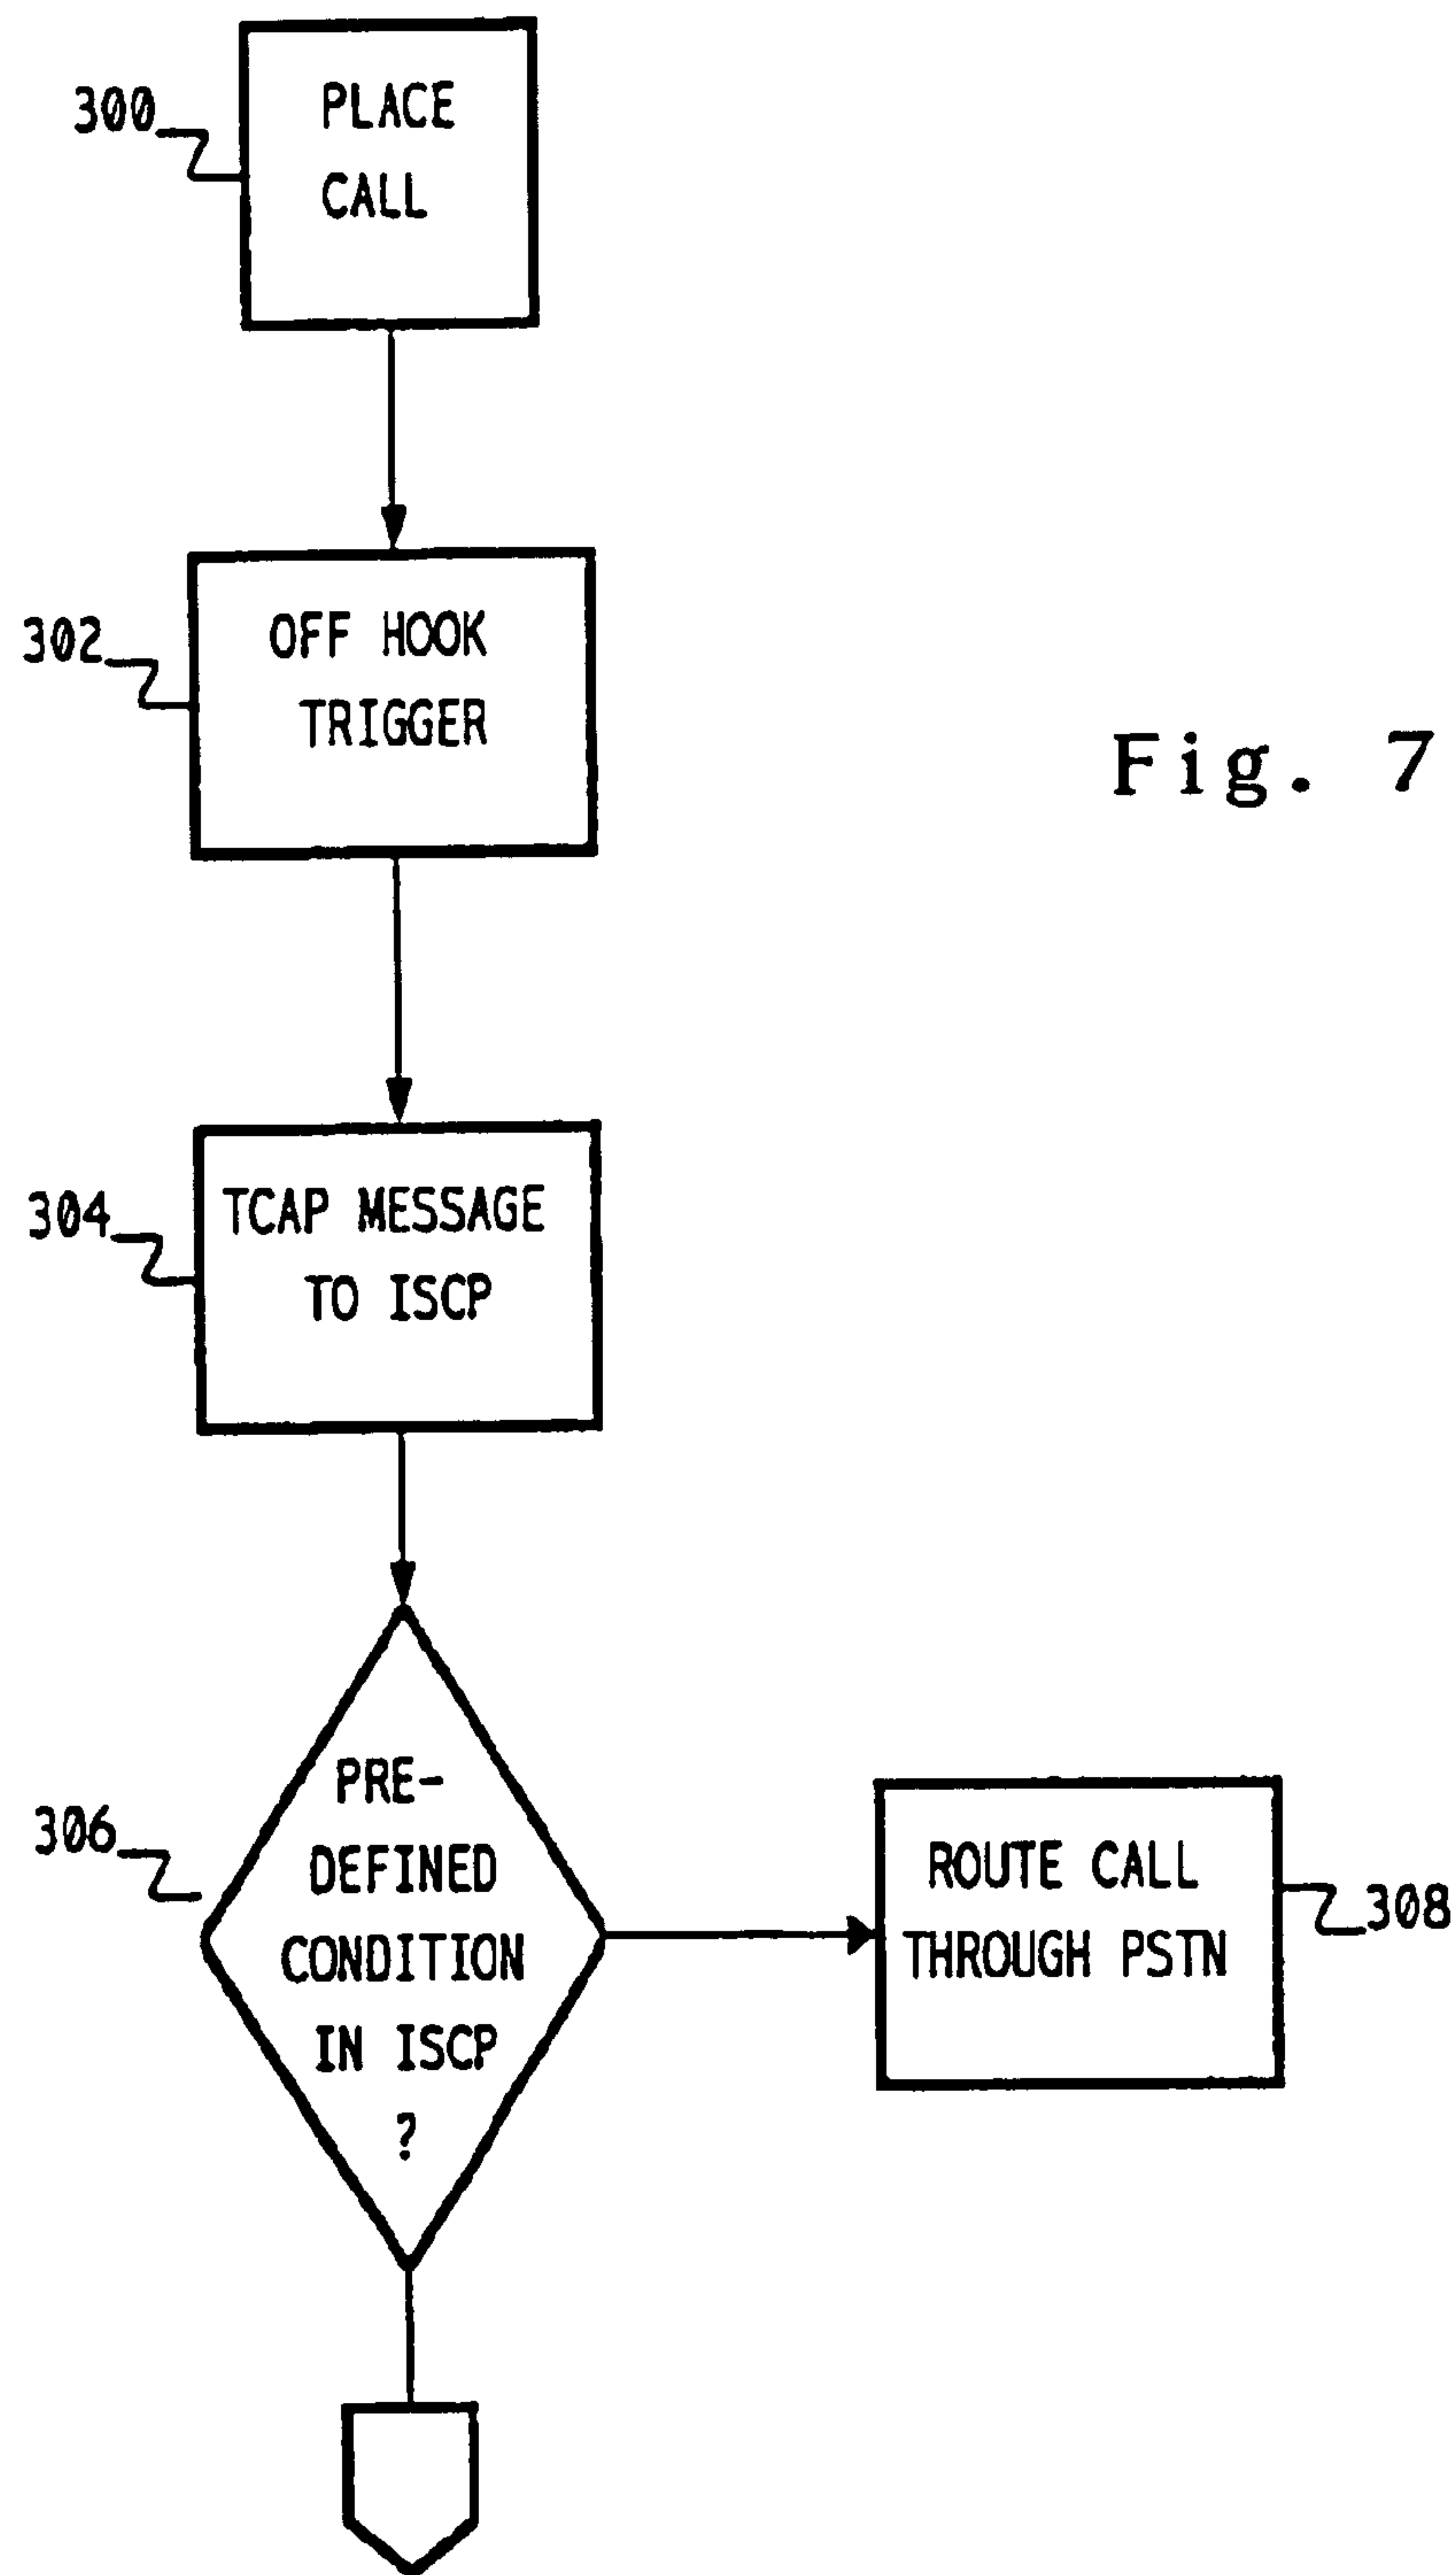 300
PLACE
CALL
302
OFF HOOK
TRIGGER
Fig. 7
304
TCAP MESSAGE
TO ISCP
306
PRE-
DEFINED
CONDITION
IN ISCP
?
ROUTE CALL
THROUGH PSTN
308